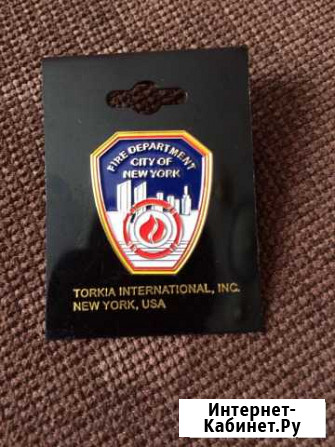 FIRE DEPARTMENT
CITY OF
NEW YORK
TORKIA INTERNATIONAL, INC.
NEW YORK, USA
Интернет-
Кабинет.Ру